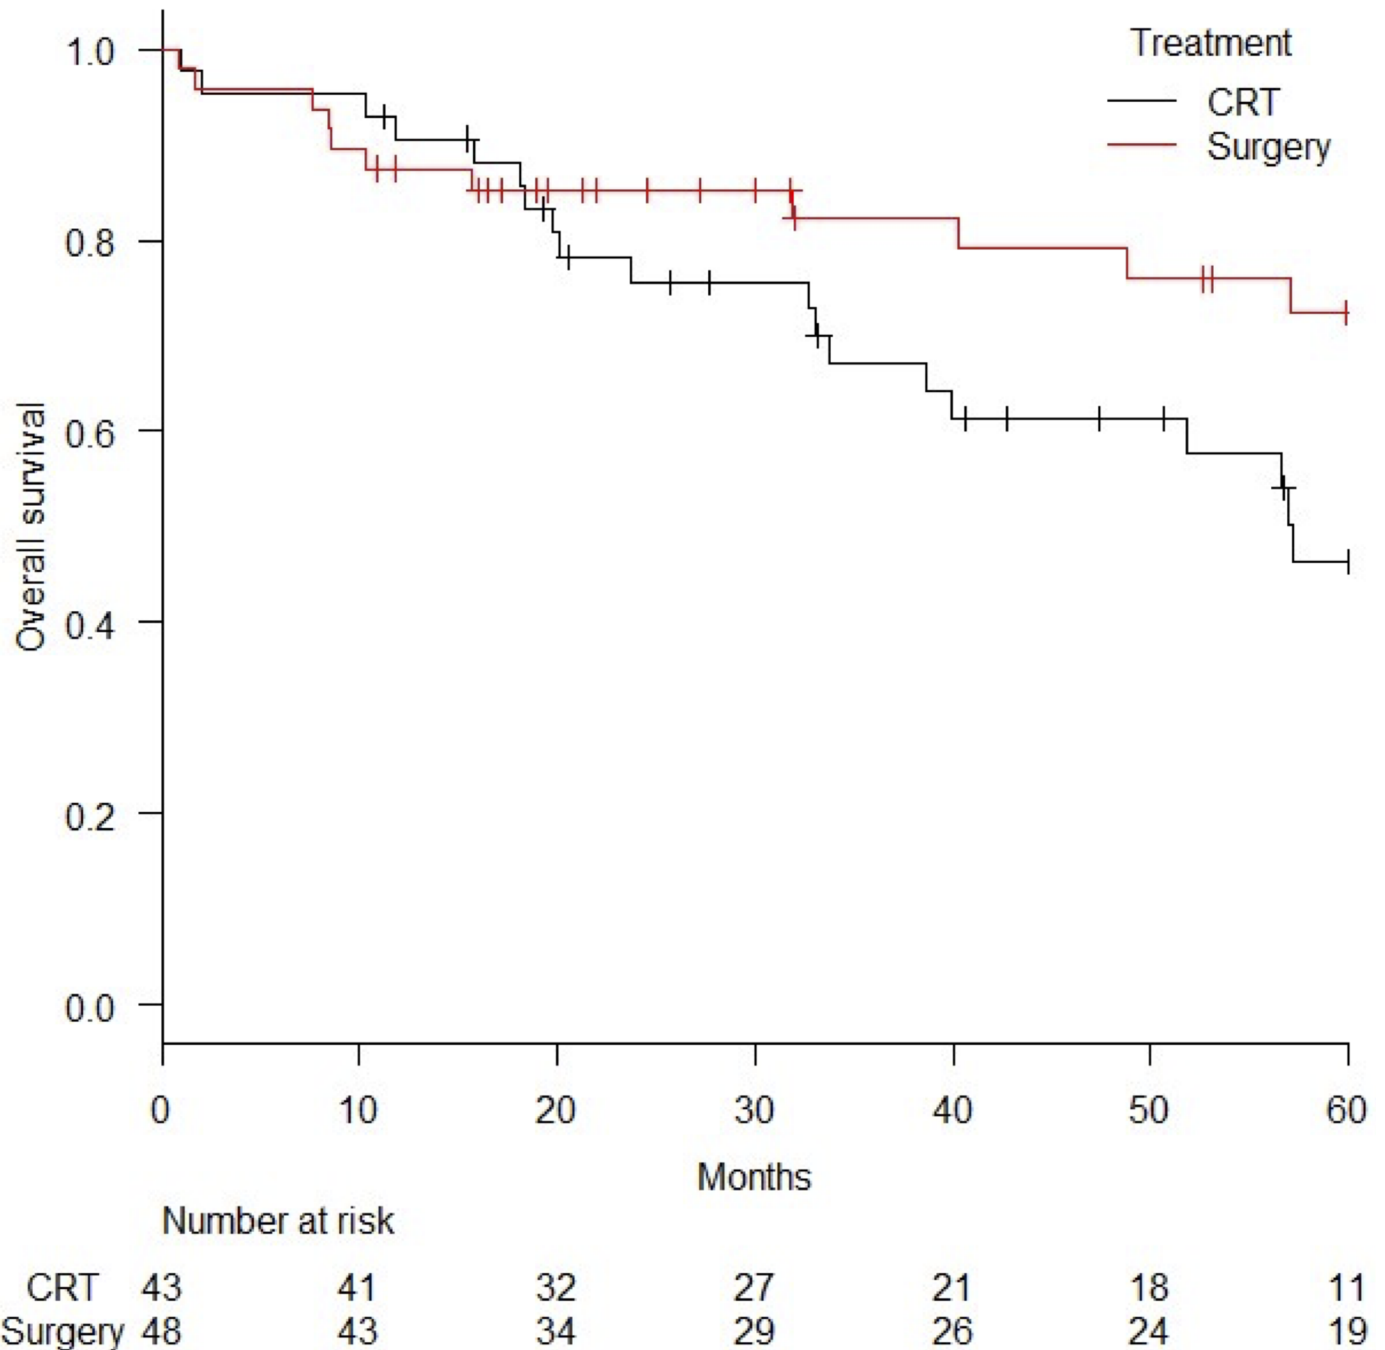 Treatment
CRT
Surgery
1.0
0.8
0.6
0.4
0.2
0.0
Overall survival
0 10 20 30 40 50 60
Months
Number at risk
CRT 43 41 32 27 21 18 11
Surgery 48 43 34 29 26 24 19